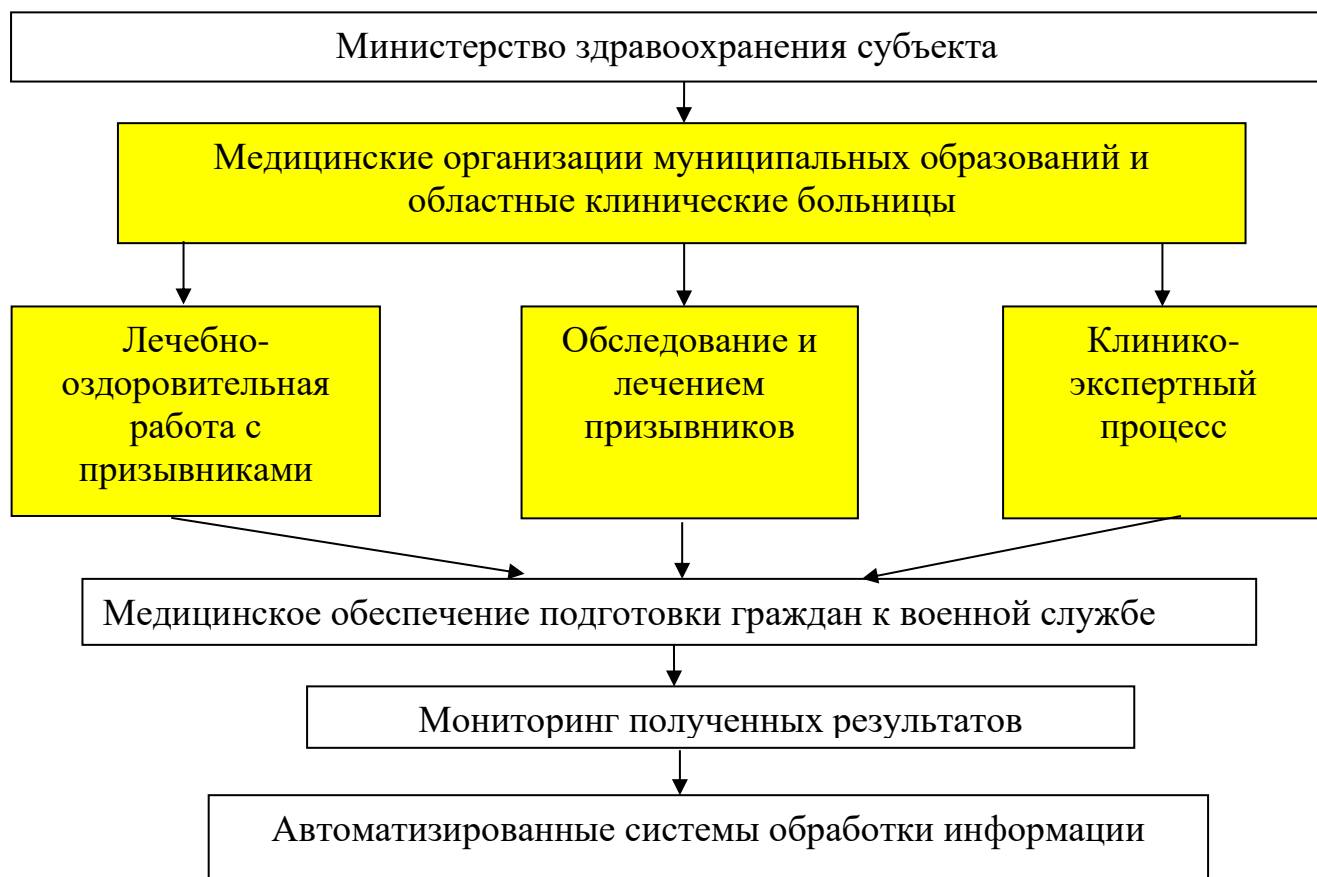 Министерство здравоохранения субъекта
Медицинские организации муниципальных образований и
областные клинические больницы
Лечебно-
оздоровительная
работа с
призывниками
Обследование и
лечением
призывников
Клинико-
экспертный
процесс
Медицинское обеспечение подготовки граждан к военной службе
Мониторинг полученных результатов
Автоматизированные системы обработки информации